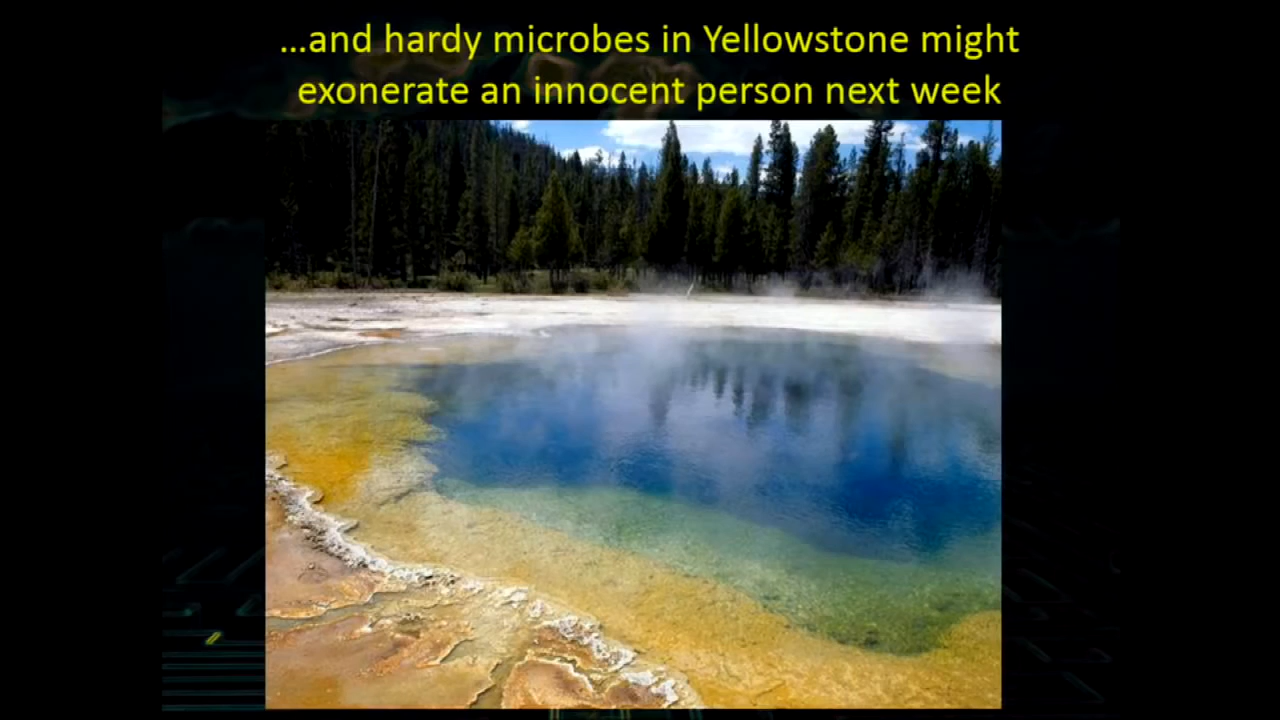 ...and hardy microbes in Yellowstone might
exonerate an innocent person next week